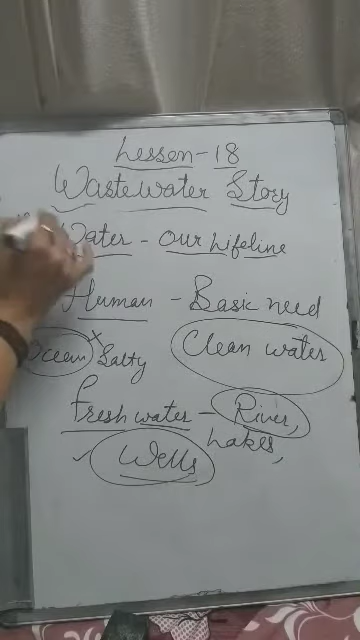 Lesson-18
Wastewater Story
Water - Our Lifeline
Human - Basic need
Ocean Salty Clean water
Fresh water - River,
Lakes,
Wells